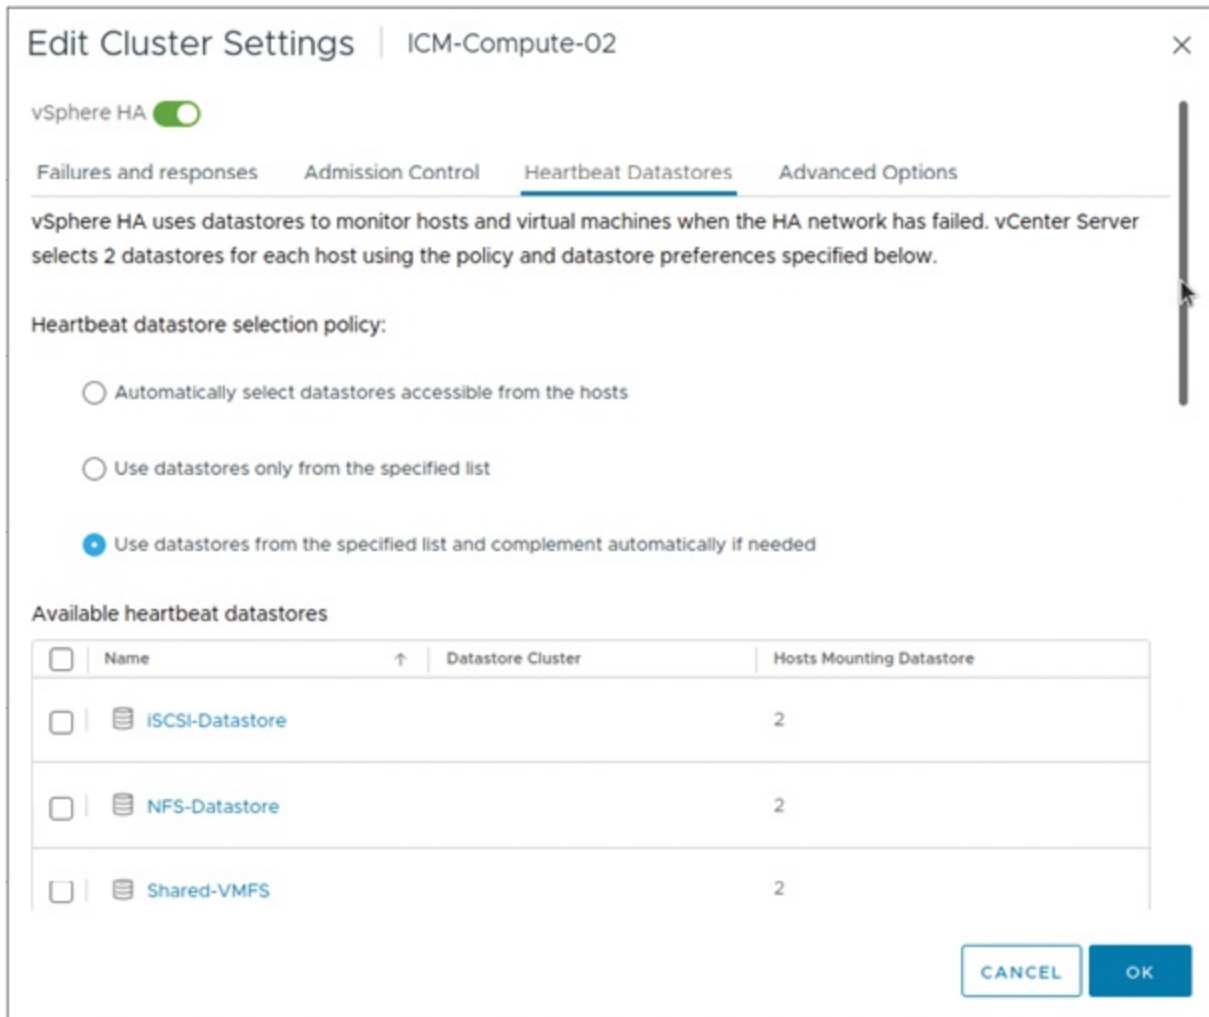 Edit Cluster Settings ICM-Compute-02
vSphere HA
Failures and responses Admission Control Heartbeat Datastores Advanced Options
vSphere HA uses datastores to monitor hosts and virtual machines when the HA network has failed. vCenter Server
selects 2 datastores for each host using the policy and datastore preferences specified below.
Heartbeat datastore selection policy:
Automatically select datastores accessible from the hosts
Use datastores only from the specified list
Use datastores from the specified list and complement automatically if needed
Available heartbeat datastores
Name Datastore Cluster Hosts Mounting Datastore
iSCSI-Datastore 2
NFS-Datastore 2
Shared-VMFS 2
CANCEL OK